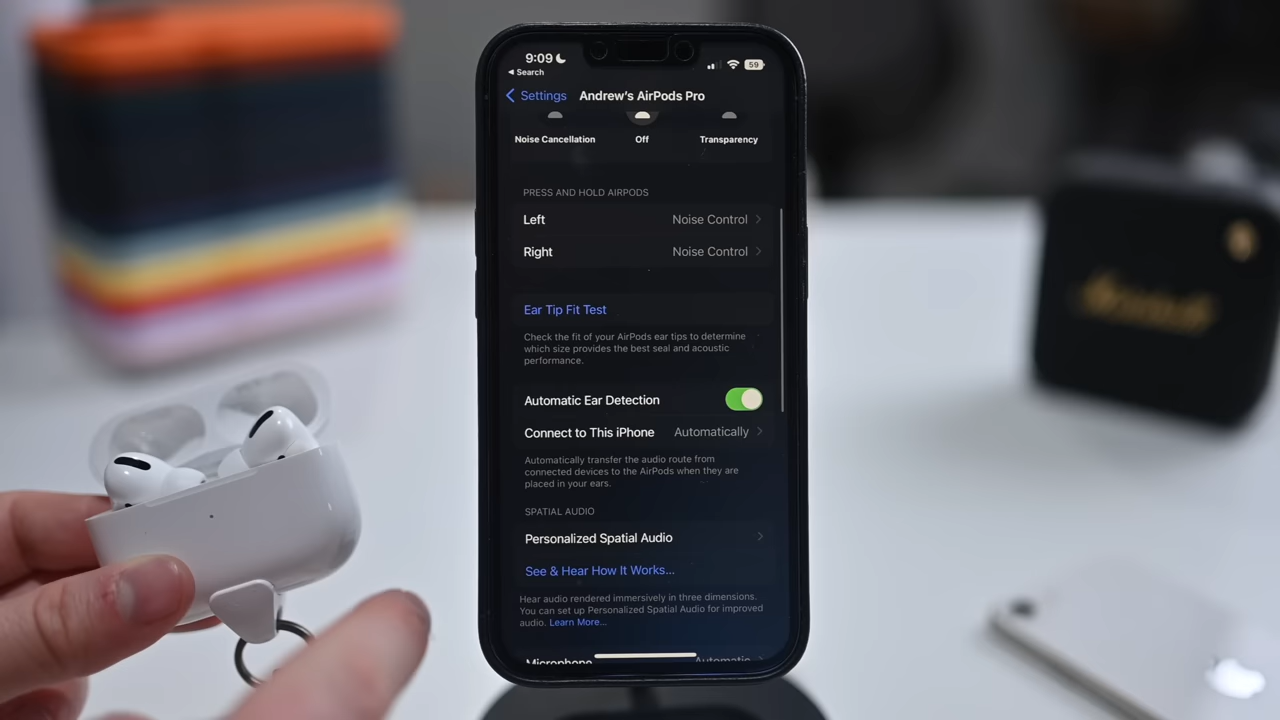 9:09
59
◀ Search
Settings
Andrew's AirPods Pro
Noise Cancellation
Off
Transparency
PRESS AND HOLD AIRPODS
Left
Noise Control
Right
Noise Control
Ear Tip Fit Test
Check the fit of your AirPods ear tips to determine
which size provides the best seal and acoustic
performance.
Automatic Ear Detection
Connect to This iPhone
Automatically
Automatically transfer the audio route from
connected devices to the AirPods when they are
placed in your ears.
SPATIAL AUDIO
Personalized Spatial Audio
See & Hear How It Works...
Hear audio rendered immersively in three dimensions.
You can set up Personalized Spatial Audio for improved
audio. Learn More...
Microphone
Automatic
Marshall